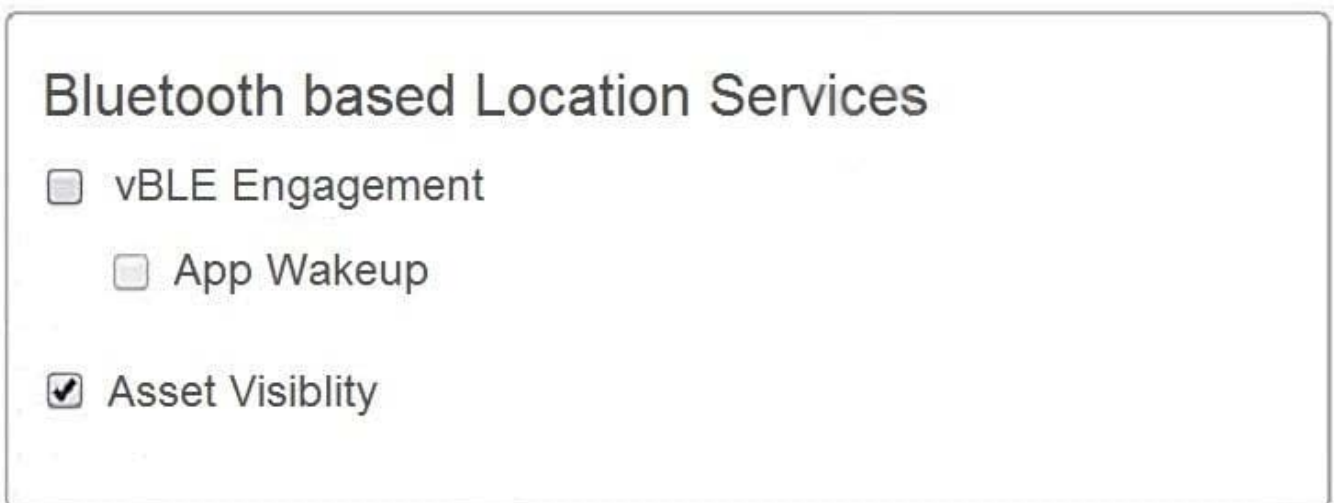 Bluetooth based Location Services
vBLE Engagement
App Wakeup
Asset Visiblity